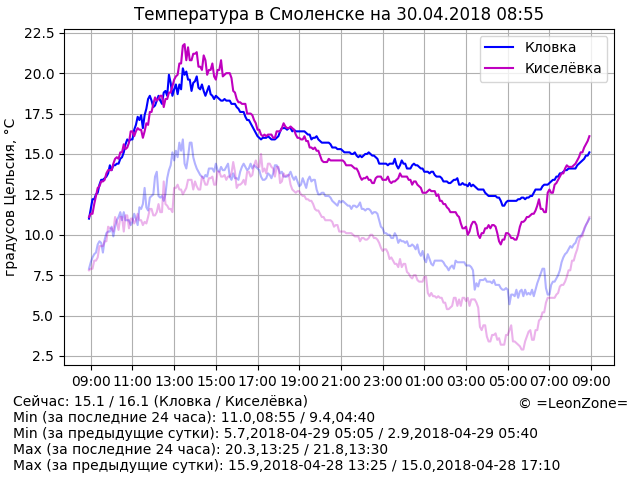 Температура в Смоленске на 30.04.2018 08:55
22.5
20.0
17.5
15.0
12.5
10.0
7.5
5.0
2.5
градусов Цельсия, °C
Кловка
Киселёвка
09:00 11:00 13:00 15:00 17:00 19:00 21:00 23:00 01:00 03:00 05:00 07:00 09:00
Сейчас: 15.1 / 16.1 (Кловка / Киселёвка)
© =LeonZone=
Min (за последние 24 часа): 11.0,08:55 / 9.4,04:40
Min (за предыдущие сутки): 5.7,2018-04-29 05:05 / 2.9,2018-04-29 05:40
Max (за последние 24 часа): 20.3,13:25 / 21.8,13:30
Max (за предыдущие сутки): 15.9,2018-04-28 13:25 / 15.0,2018-04-28 17:10